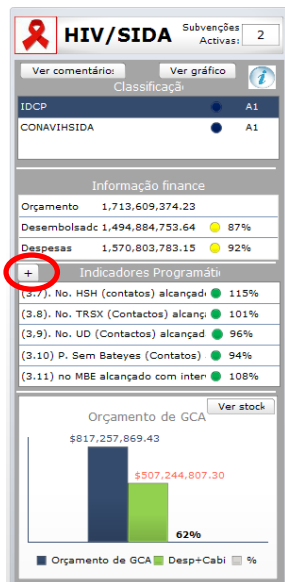 HIV/SIDA
Subvenções Activas: 2
Ver comentário:
Ver gráfico
Classificaçã
IDCP A1
CONAVIHSIDA A1
Informação finance
Orçamento 1,713,609,374.23
Desembolsadc 1,494,884,753.64 87%
Despesas 1,570,803,783.15 92%
+ Indicadores Programáti
(3.7). No. HSH (contatos) alcançad 115%
(3.8). No. TRSX (Contactos) alcanç 101%
(3,9). No. UD (Contactos) alcançad 96%
(3.10) P. Sem Bateyes (Contatos) 94%
(3.11) no MBE alcançado com inter 108%
Ver stock
Orçamento de GCA
$817,257,869.43
$507,244,807.30
62%
Orçamento de GCA Desp+Cabi %